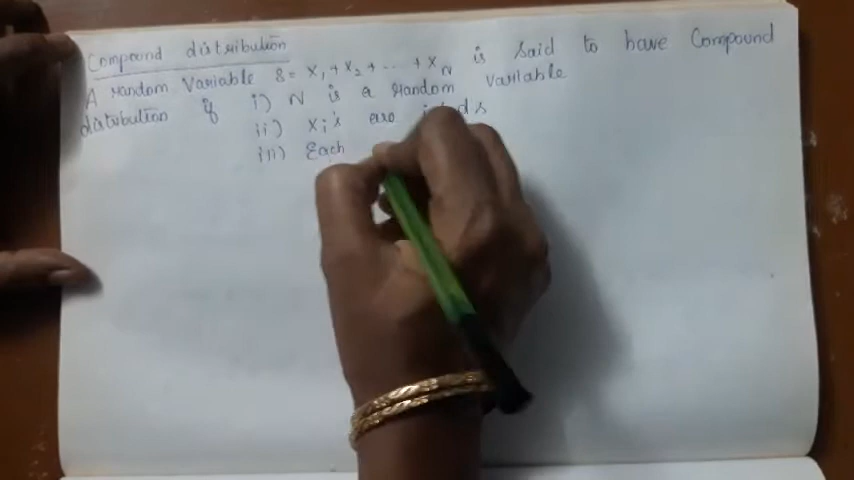 Compound distribution
A random variable S = X₁ + X₂ + ... + X_N is said to have Compound
distribution if i) N is a random variable
ii) Xᵢ's are
iii) Each